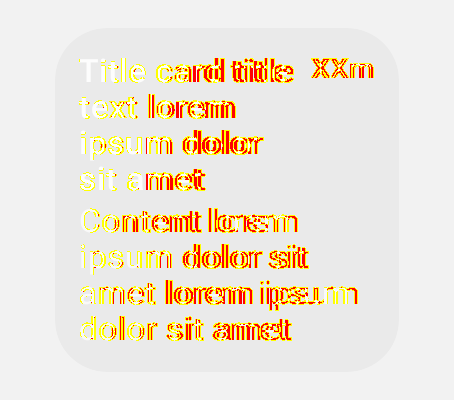 Title card title XXm
text lorem
ipsum dolor
sit amet
Content lorem
ipsum dolor sit
amet lorem ipsum
dolor sit amet